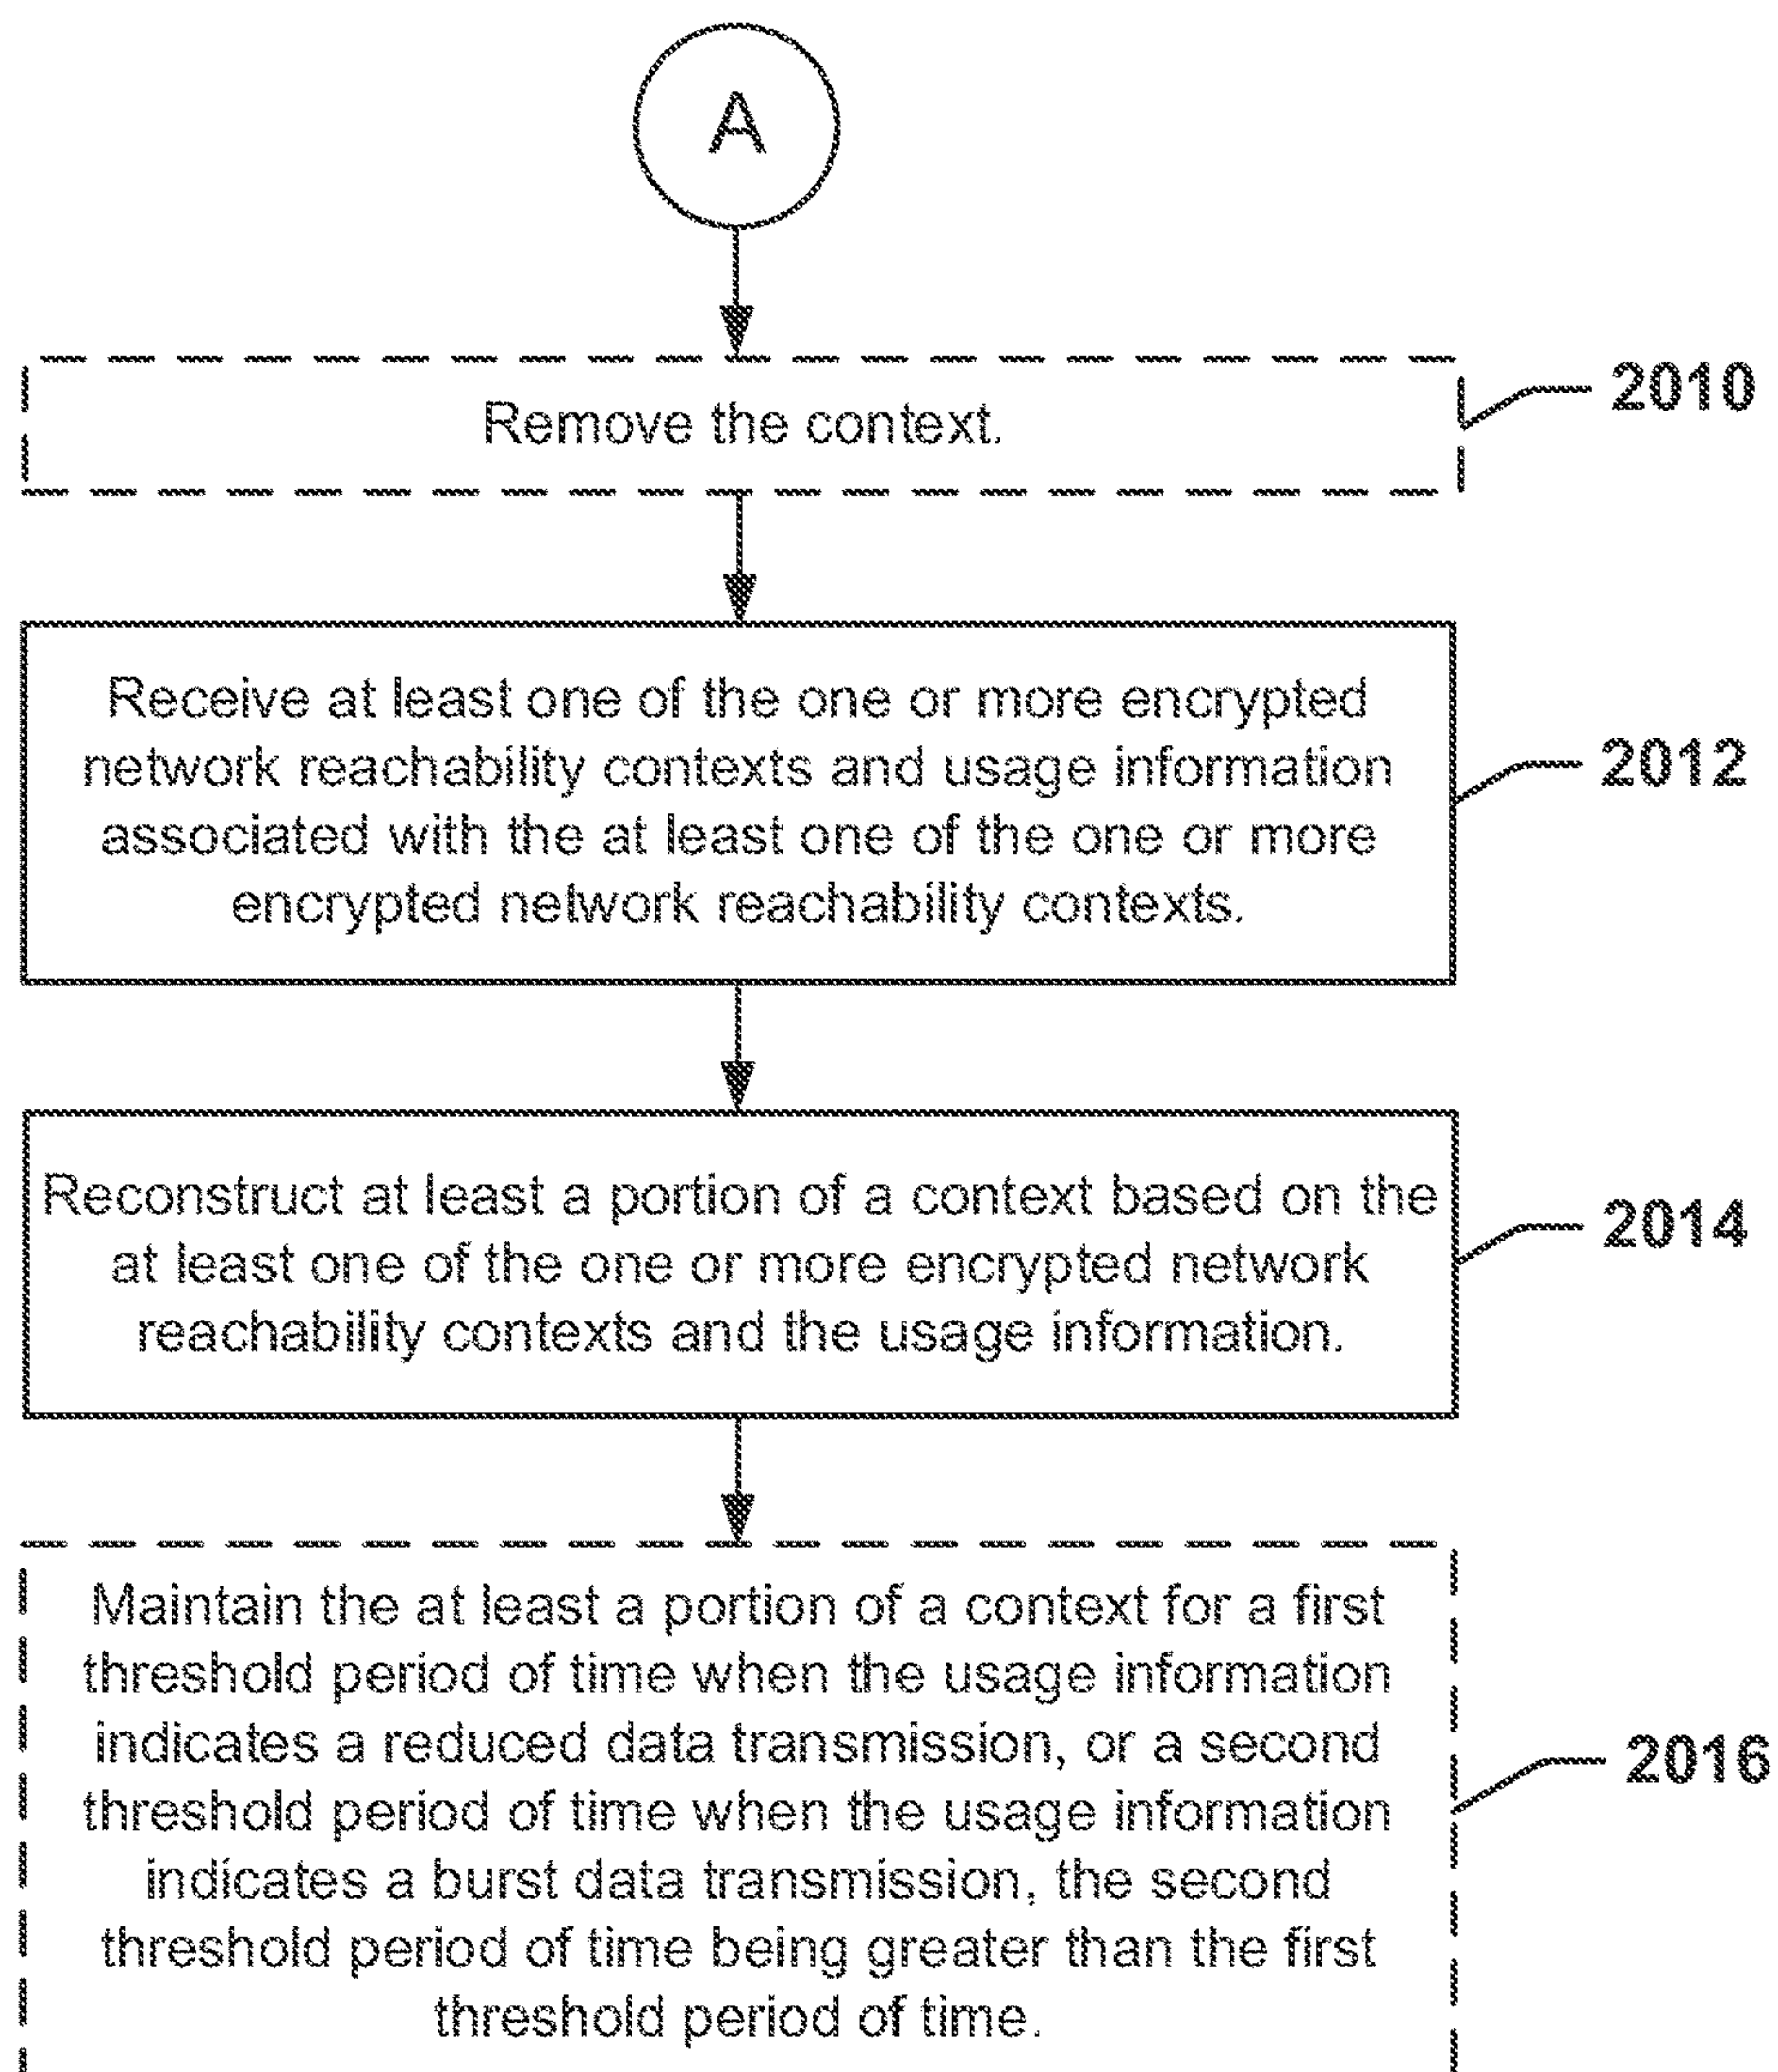 A
Remove the context.
2010
Receive at least one of the one or more encrypted
network reachability contexts and usage information
associated with the at least one of the one or more
encrypted network reachability contexts.
2012
Reconstruct at least a portion of a context based on the
at least one of the one or more encrypted network
reachability contexts and the usage information.
2014
Maintain the at least a portion of a context for a first
threshold period of time when the usage information
indicates a reduced data transmission, or a second
threshold period of time when the usage information
indicates a burst data transmission, the second
threshold period of time being greater than the first
threshold period of time.
2016